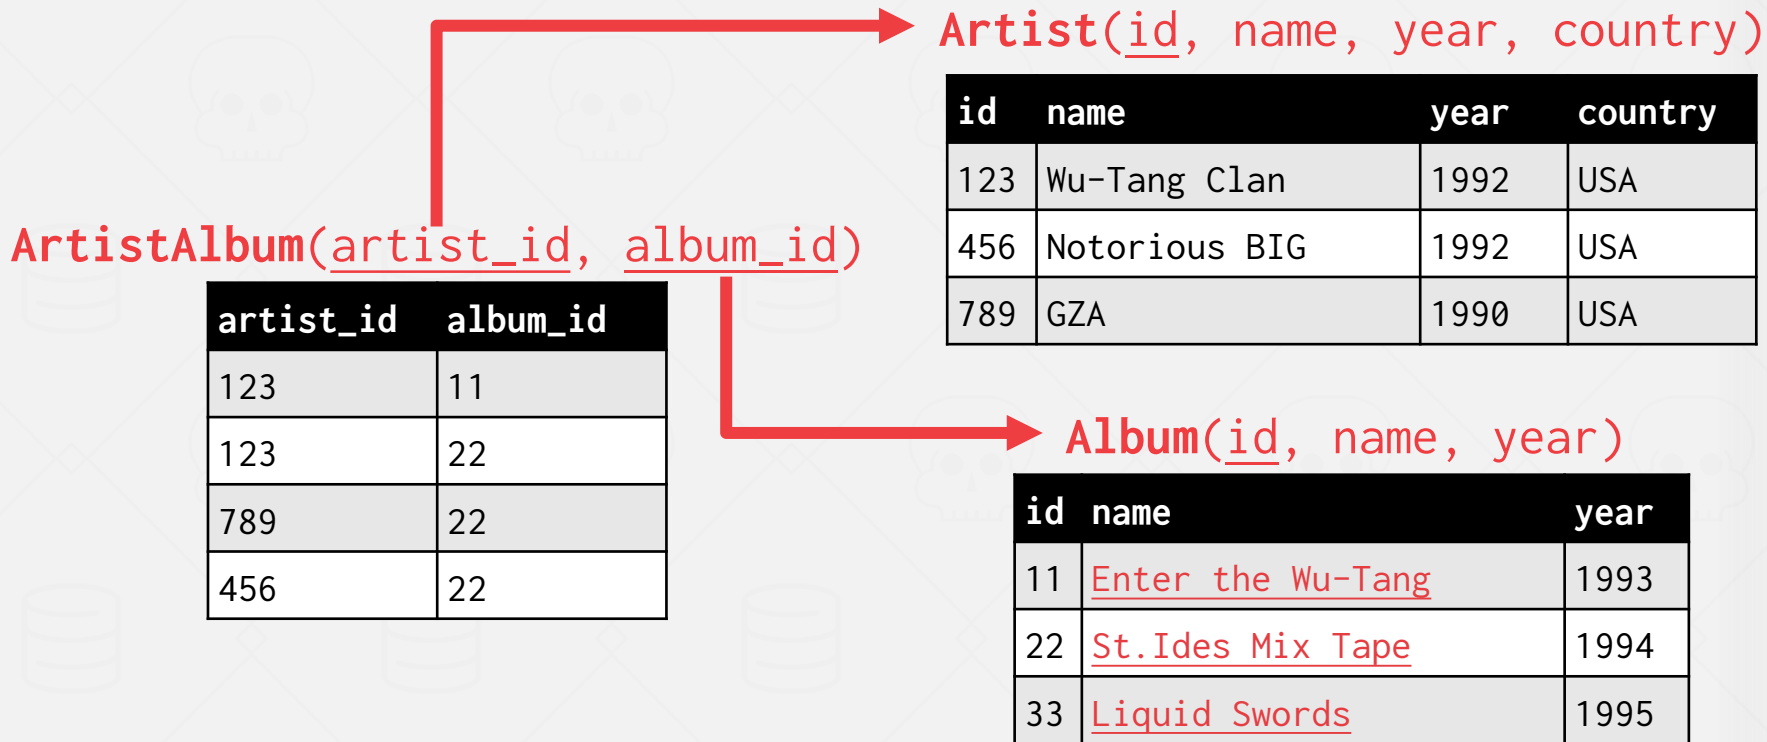 Artist(id, name, year, country)
id name year country
123 Wu-Tang Clan 1992 USA
456 Notorious BIG 1992 USA
789 GZA 1990 USA
ArtistAlbum(artist_id, album_id)
artist_id album_id
123 11
123 22
789 22
456 22
Album(id, name, year)
id name year
11 Enter the Wu-Tang 1993
22 St.Ides Mix Tape 1994
33 Liquid Swords 1995